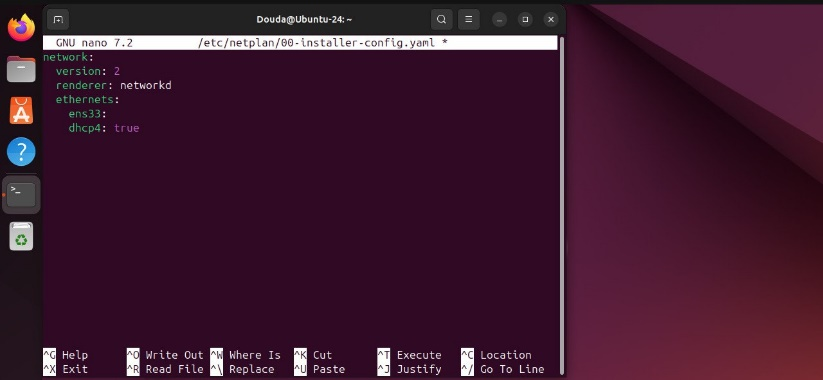 Douda@Ubuntu-24: ~
GNU nano 7.2 /etc/netplan/00-installer-config.yaml *
network:
  version: 2
  renderer: networkd
  ethernets:
    ens33:
    dhcp4: true
^G Help ^O Write Out ^W Where Is ^K Cut ^T Execute ^C Location
^X Exit ^R Read File ^\ Replace ^U Paste ^J Justify ^/ Go To Line